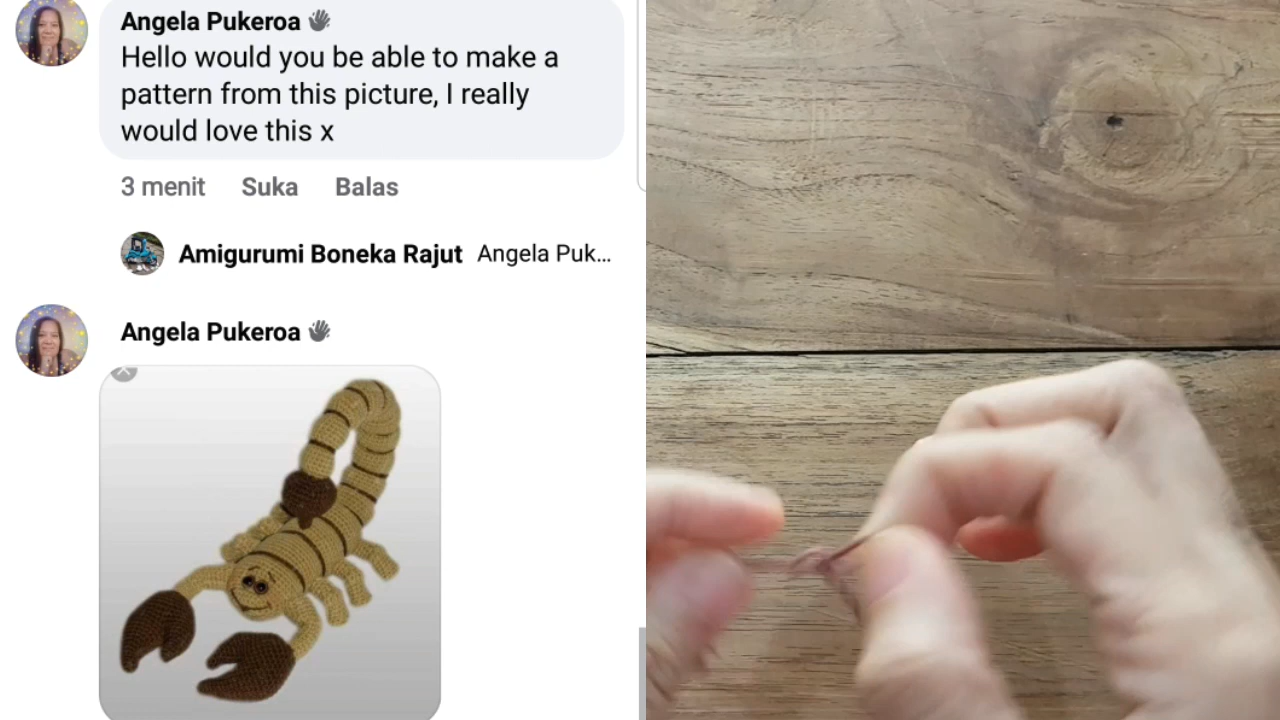 Angela Pukeroa 👋
Hello would you be able to make a
pattern from this picture, I really
would love this x
3 menit Suka Balas
Amigurumi Boneka Rajut Angela Puk...
Angela Pukeroa 👋